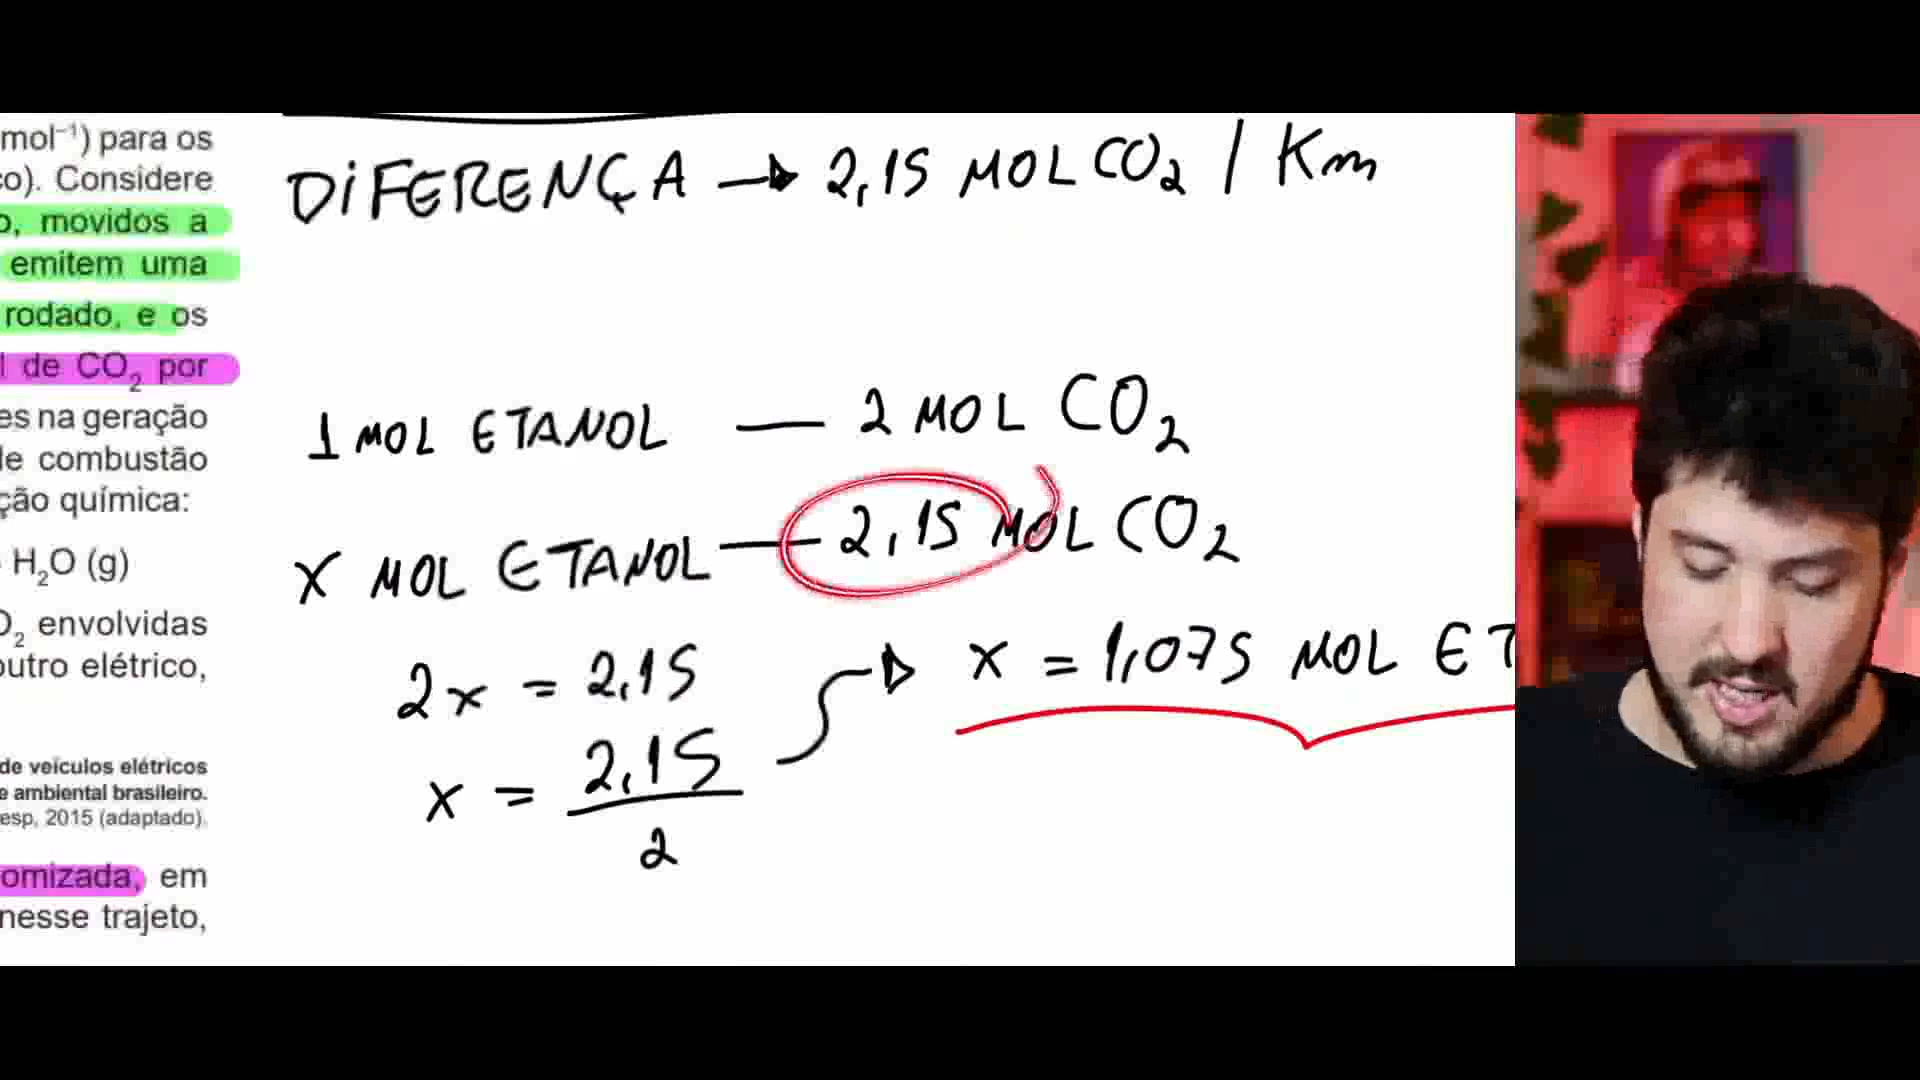 mol⁻¹) para os
co). Considere
o, movidos a
emitem uma
rodado, e os
l de CO₂ por
es na geração
le combustão
ção química:
H₂O (g)
O₂ envolvidas
outro elétrico,
de veículos elétricos
e ambiental brasileiro.
esp, 2015 (adaptado).
omizada, em
nesse trajeto,
DIFERENÇA → 2,15 MOL CO₂ / Km
1 MOL ETANOL — 2 MOL CO₂
X MOL ETANOL — 2,15 MOL CO₂
2x = 2,15
x = 2,15 / 2
x = 1,075 MOL ET